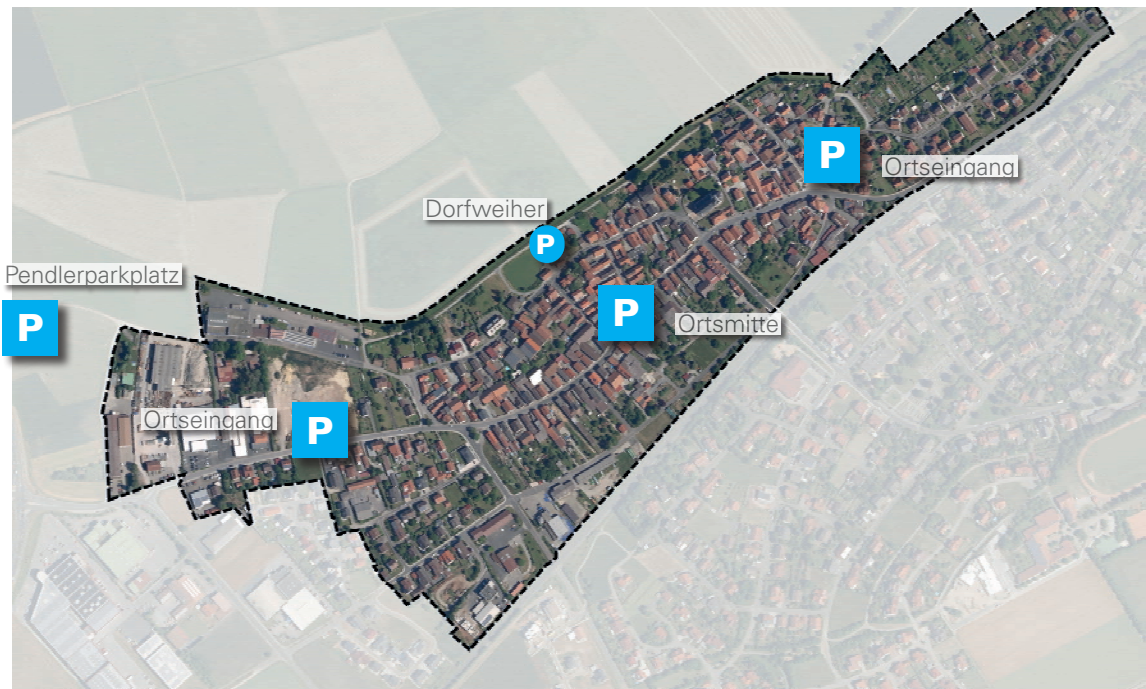 P
Ortseingang
Dorfweiher
P
Pendlerparkplatz
P
P
Ortsmitte
Ortseingang
P